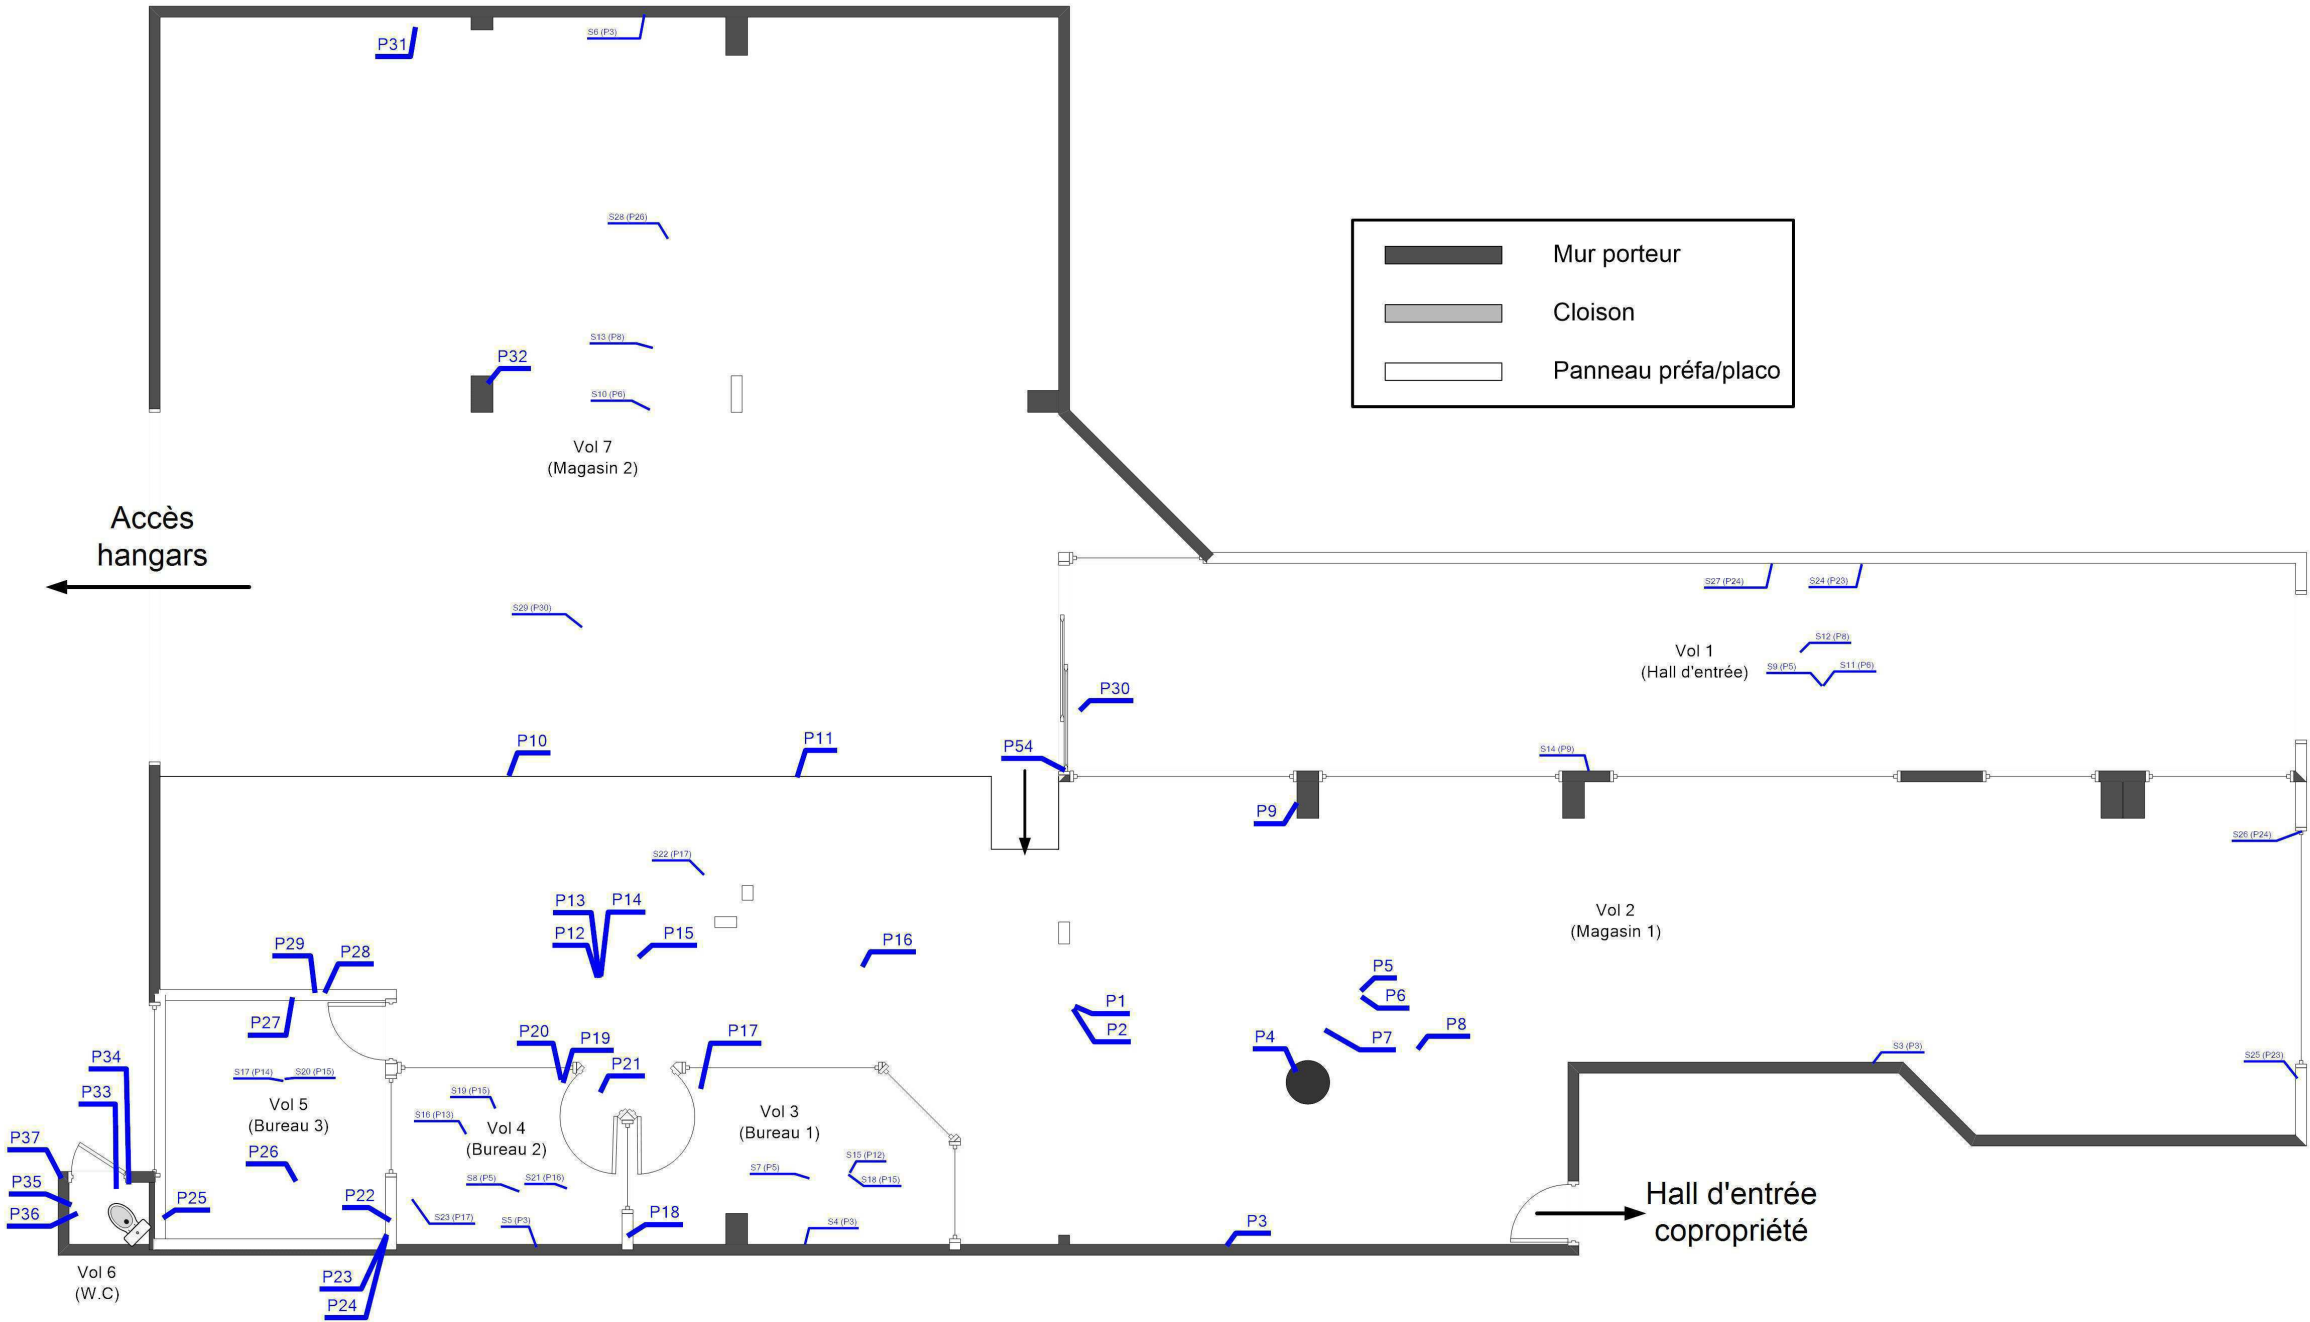 P31
S6 (P3)
S28 (P26)
Mur porteur
Cloison
Panneau préfa/placo
S13 (P8)
P32
S10 (P6)
Vol 7
(Magasin 2)
Accès
hangars
S29 (P30)
S27 (P24)
S24 (P23)
S12 (P8)
Vol 1
(Hall d'entrée)
S9 (P5)
S11 (P6)
P30
P10
P11
P54
S14 (P9)
P9
S26 (P24)
S22 (P17)
P13
P14
P12
P15
P16
Vol 2
(Magasin 1)
P29
P28
P5
P6
P1
P2
P27
P20
P19
P17
P4
P7
P8
P34
P21
S3 (P3)
S25 (P23)
S17 (P14)
S20 (P15)
P33
S19 (P15)
S16 (P13)
Vol 5
(Bureau 3)
Vol 4
(Bureau 2)
Vol 3
(Bureau 1)
P37
P26
S7 (P5)
S15 (P12)
S18 (P15)
S8 (P5)
S21 (P16)
P35
P36
P25
P22
S23 (P17)
S5 (P3)
P18
S4 (P3)
P3
Hall d'entrée
copropriété
Vol 6
(W.C)
P23
P24